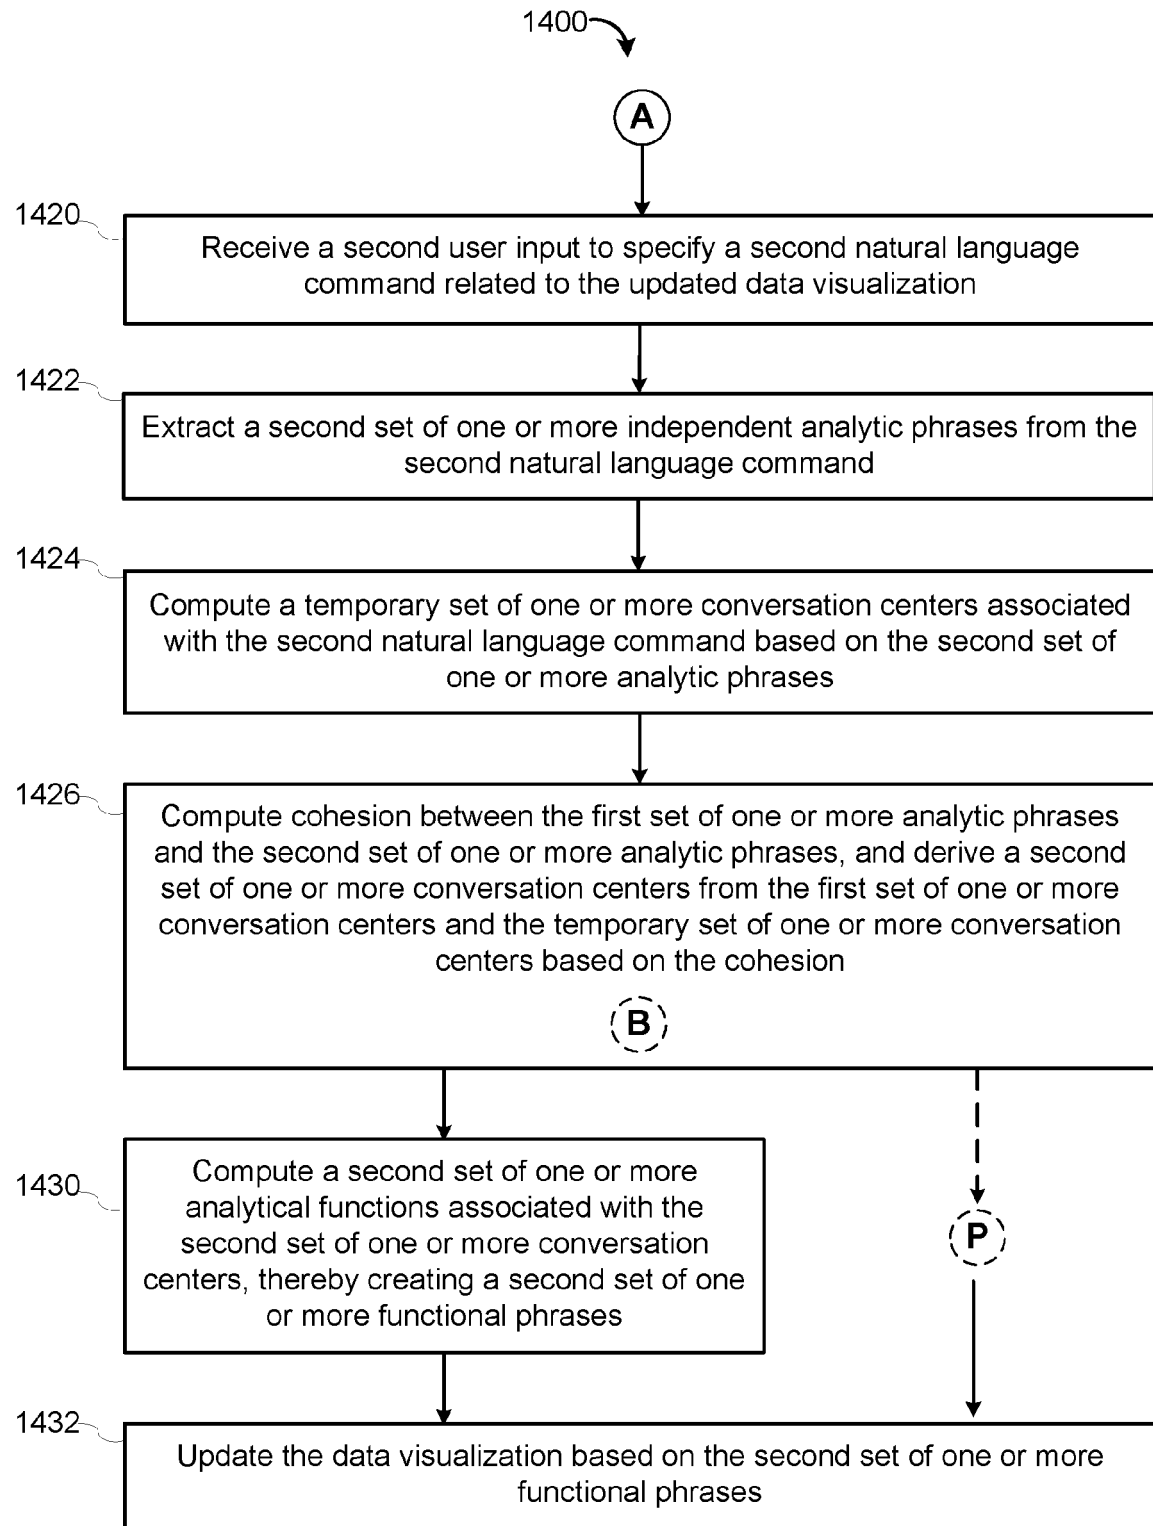 1400
A
1420
Receive a second user input to specify a second natural language
command related to the updated data visualization
1422
Extract a second set of one or more independent analytic phrases from the
second natural language command
1424
Compute a temporary set of one or more conversation centers associated
with the second natural language command based on the second set of
one or more analytic phrases
1426
Compute cohesion between the first set of one or more analytic phrases
and the second set of one or more analytic phrases, and derive a second
set of one or more conversation centers from the first set of one or more
conversation centers and the temporary set of one or more conversation
centers based on the cohesion
B
1430
Compute a second set of one or more
analytical functions associated with the
second set of one or more conversation
centers, thereby creating a second set of one
or more functional phrases
P
1432
Update the data visualization based on the second set of one or more
functional phrases